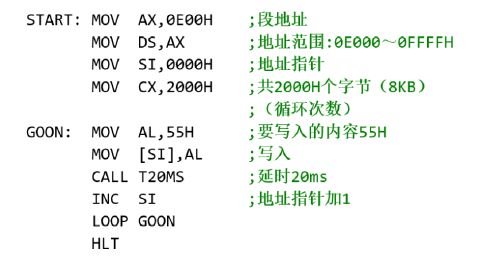 START: MOV AX,0E00H ;段地址
MOV DS,AX ;地址范围:0E000～0FFFFH
MOV SI,0000H ;地址指针
MOV CX,2000H ;共2000H个字节（8KB）
;（循环次数）
GOON: MOV AL,55H ;要写入的内容55H
MOV [SI],AL ;写入
CALL T20MS ;延时20ms
INC SI ;地址指针加1
LOOP GOON
HLT